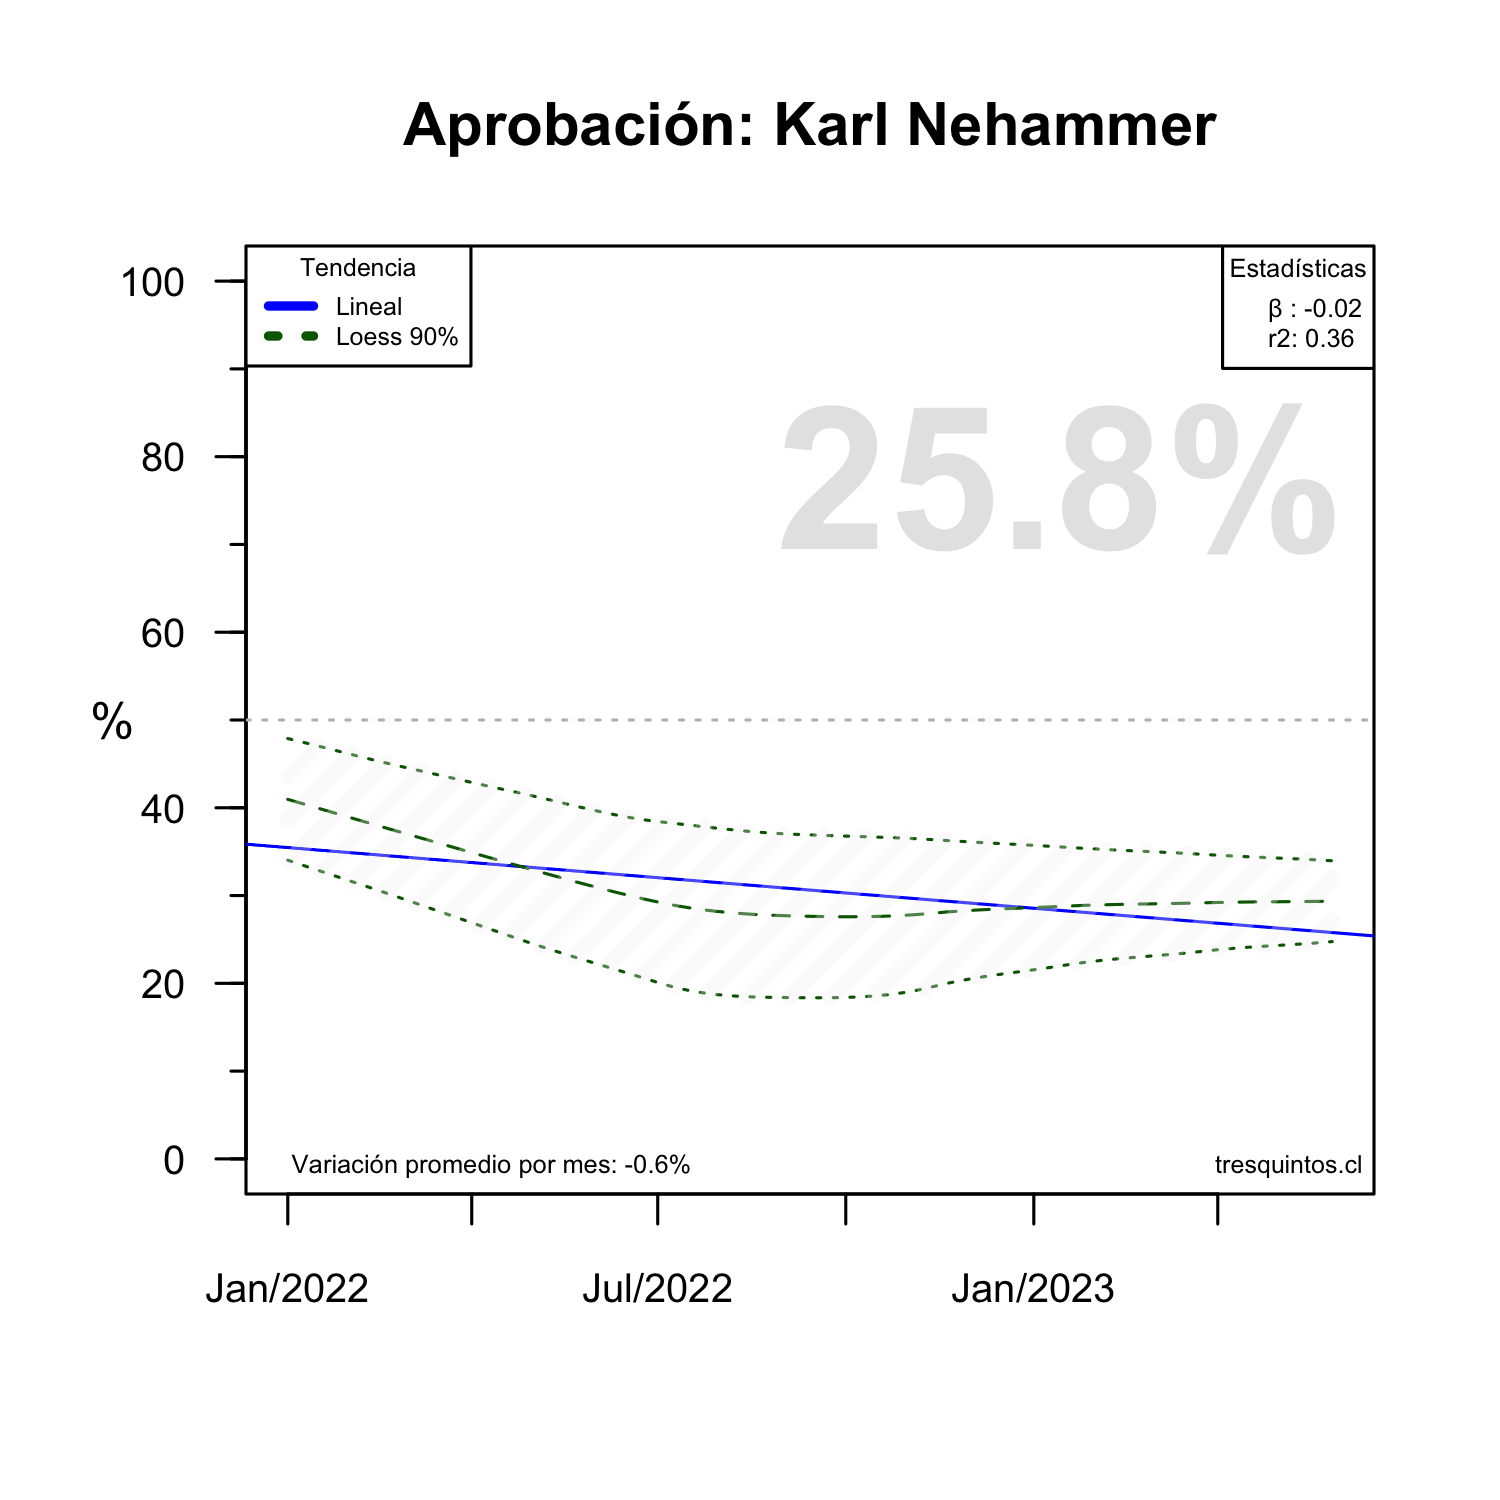 Aprobación: Karl Nehammer
Tendencia
Lineal
Loess 90%
Estadísticas
β : -0.02
r2: 0.36
25.8%
100
80
60
%
40
20
0
Variación promedio por mes: -0.6%
tresquintos.cl
Jan/2022
Jul/2022
Jan/2023